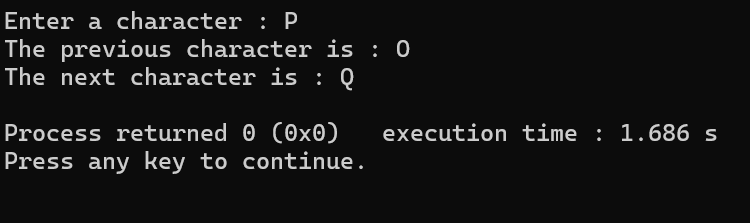 Enter a character : P
The previous character is : O
The next character is : Q
Process returned 0 (0x0)   execution time : 1.686 s
Press any key to continue.